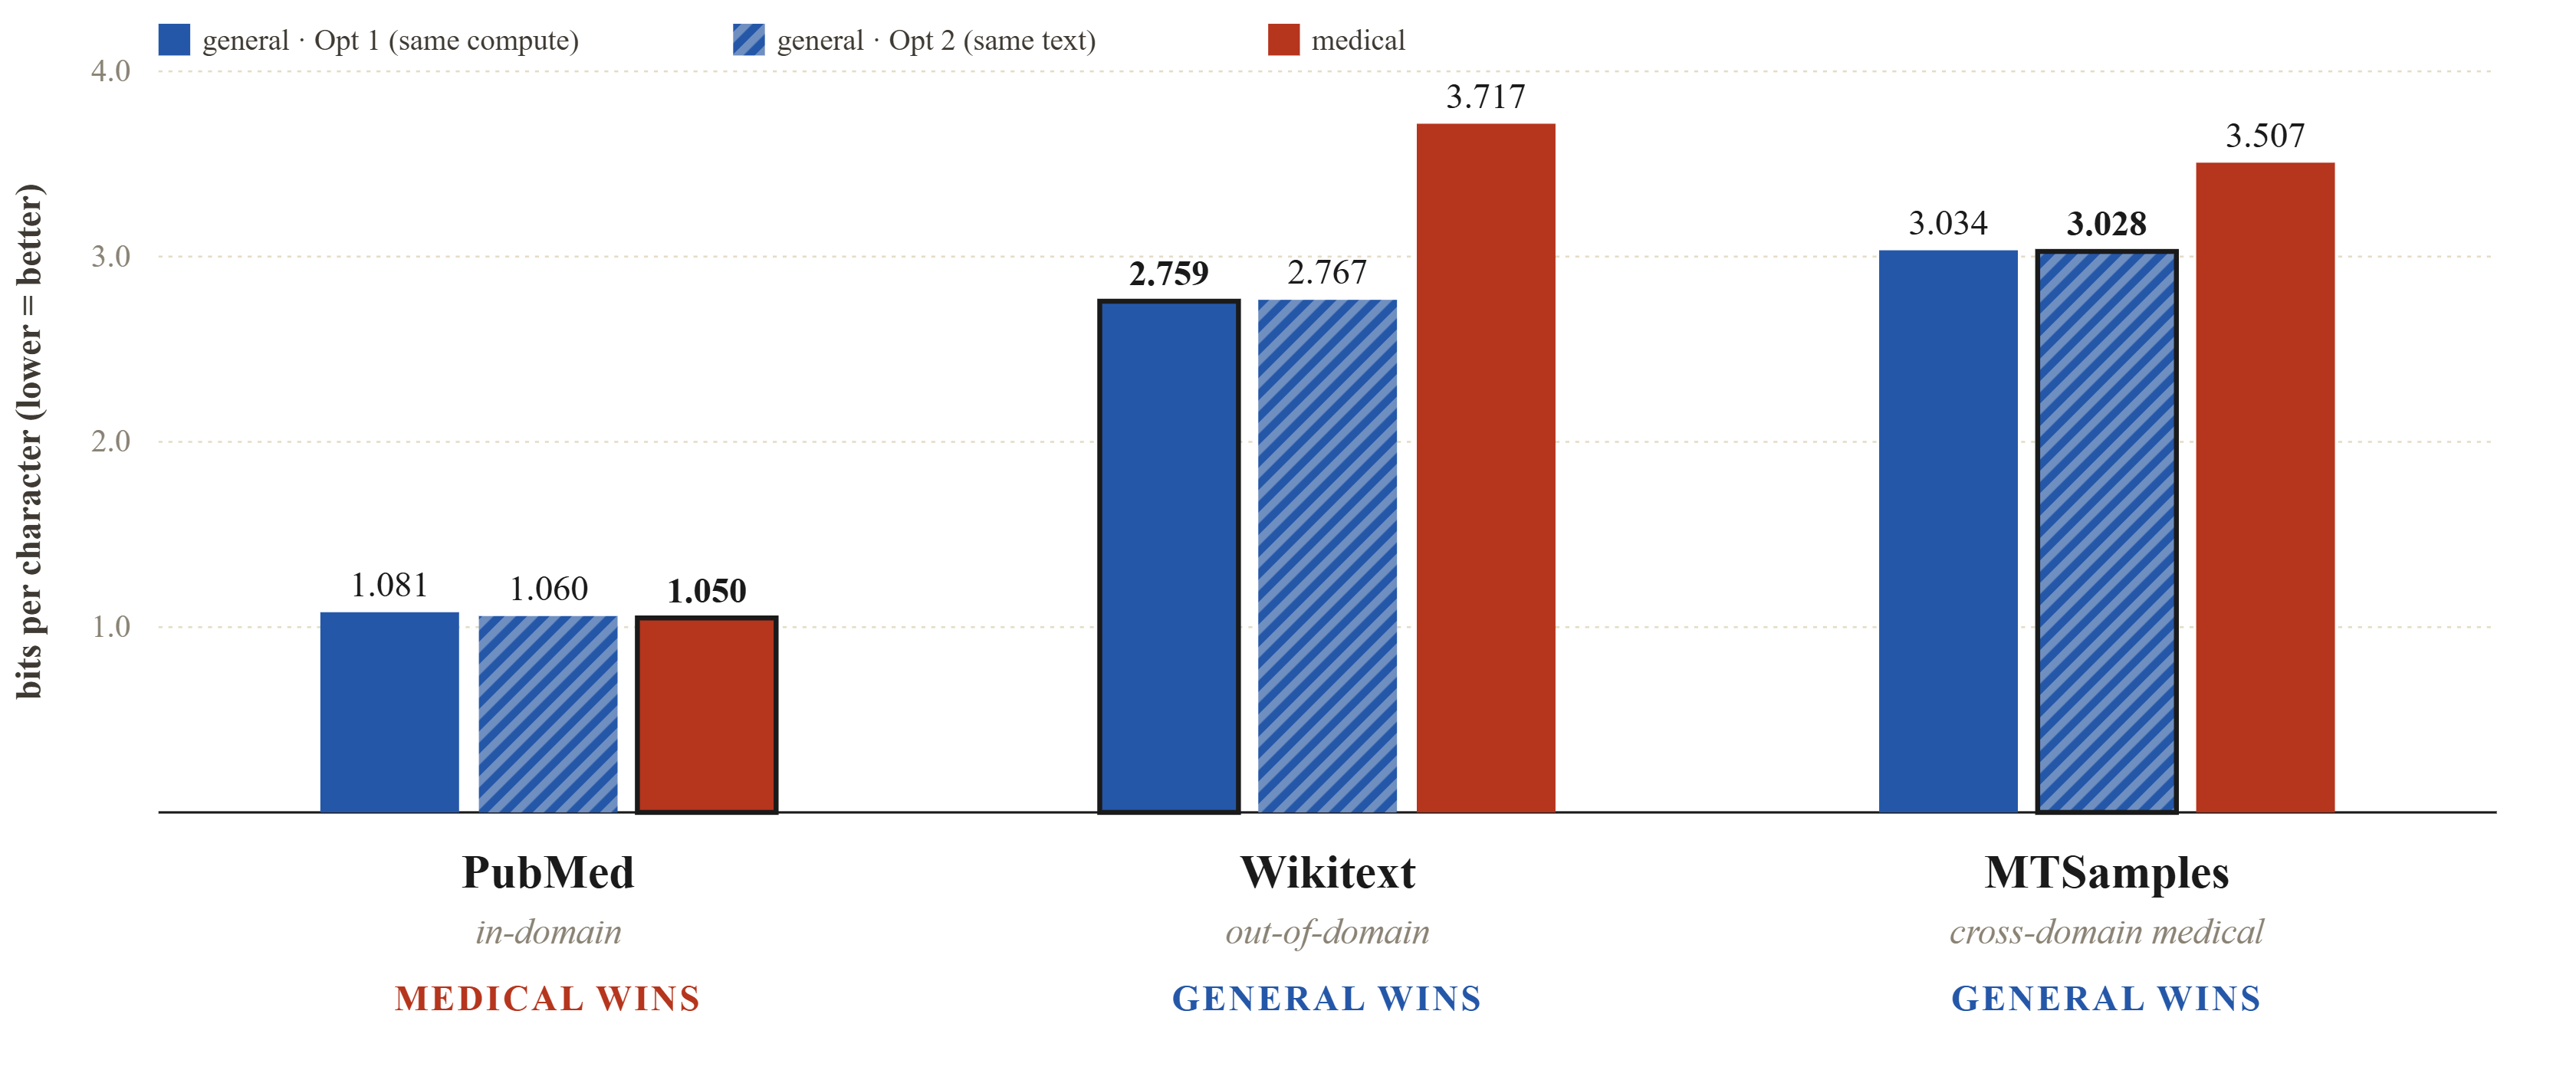 general · Opt 1 (same compute)
general · Opt 2 (same text)
medical
bits per character (lower = better)
4.0
3.0
2.0
1.0
1.081
1.060
1.050
2.759
2.767
3.717
3.034
3.028
3.507
PubMed
in-domain
MEDICAL WINS
Wikitext
out-of-domain
GENERAL WINS
MTSamples
cross-domain medical
GENERAL WINS